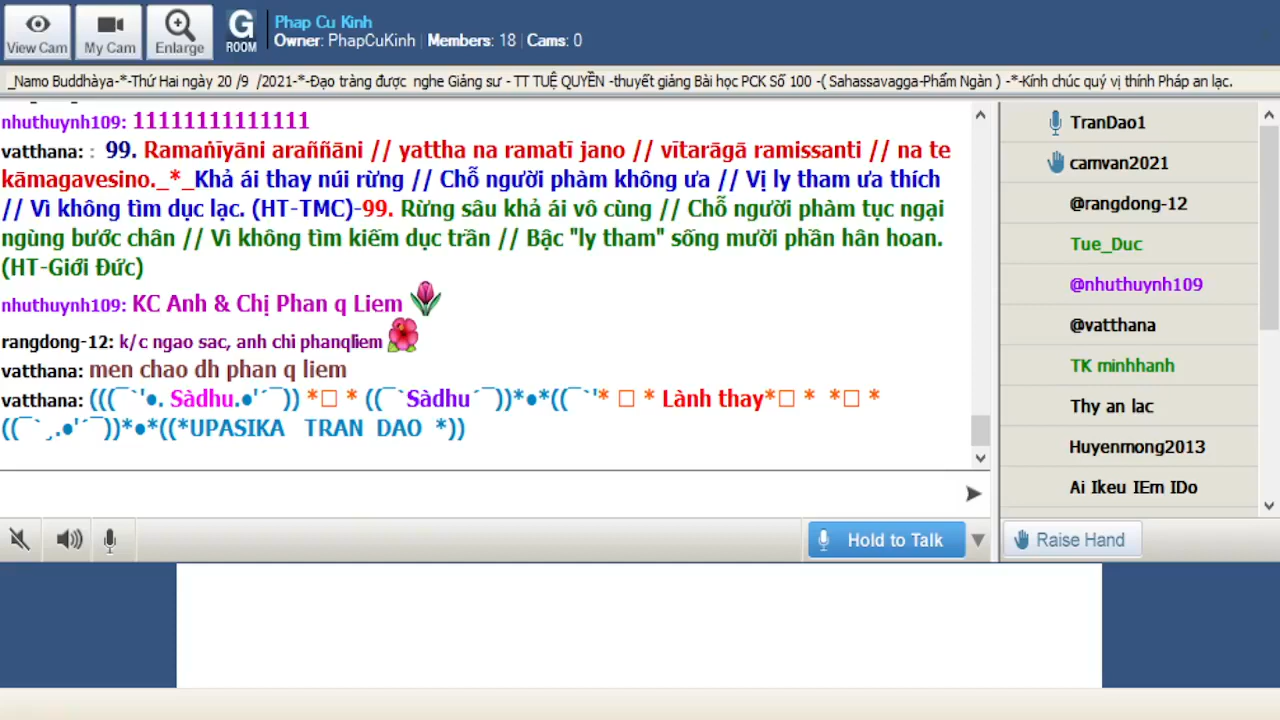 View Cam
My Cam
Enlarge
G
ROOM
Phap Cu Kinh
Owner: PhapCuKinh | Members: 18 | Cams: 0
_Namo Buddhàya-*-Thứ Hai ngày 20 /9 /2021-*-Đạo tràng được nghe Giảng sư - TT TUỆ QUYỀN -thuyết giảng Bài học PCK Số 100 -( Sahassavagga-Phẩm Ngàn ) -*-Kính chúc quý vị thính Pháp an lạc.
nhuthuynh109: 11111111111111
vatthana: : 99. Ramaṅīyāni araññāni // yattha na ramatī jano // vītarāgā ramissanti // na te
kāmagavesino._*_Khả ái thay núi rừng // Chỗ người phàm không ưa // Vị ly tham ưa thích
// Vì không tìm dục lạc. (HT-TMC)-99. Rừng sâu khả ái vô cùng // Chỗ người phàm tục ngại
ngùng bước chân // Vì không tìm kiếm dục trần // Bậc "ly tham" sống mười phần hân hoan.
(HT-Giới Đức)
nhuthuynh109: KC Anh & Chị Phan q Liem
rangdong-12: k/c ngao sac, anh chi phanqliem
vatthana: men chao dh phan q liem
vatthana: (((¯`'●. Sàdhu.●'´¯)) *□ * ((¯`Sàdhu´¯))*●*((¯`'* □ * Lành thay*□ * *□ *
((¯`¸.●'´¯))*●*((*UPASIKA TRAN DAO *))
TranDao1
camvan2021
@rangdong-12
Tue_Duc
@nhuthuynh109
@vatthana
TK minhhanh
Thy an lac
Huyenmong2013
Ai Ikeu IEm IDo
Hold to Talk
Raise Hand